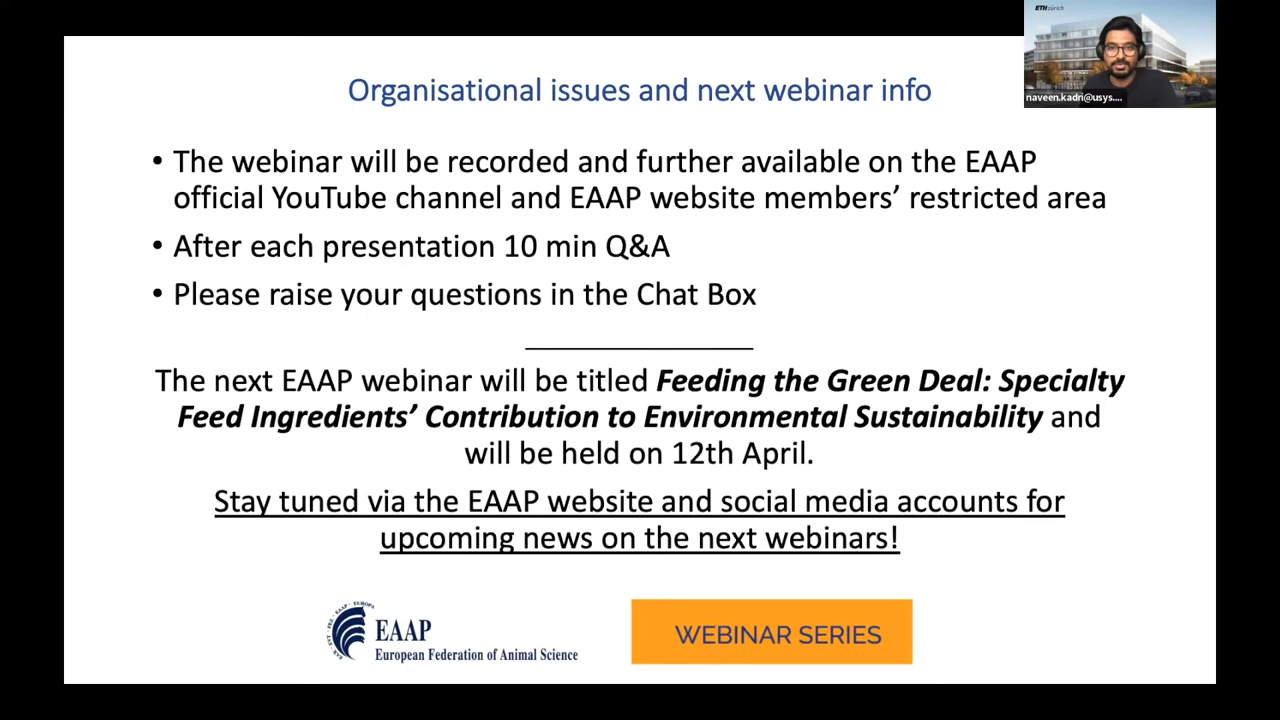 ETH zürich
naveen.kadri@usys....
Organisational issues and next webinar info
• The webinar will be recorded and further available on the EAAP
official YouTube channel and EAAP website members’ restricted area
• After each presentation 10 min Q&A
• Please raise your questions in the Chat Box
The next EAAP webinar will be titled Feeding the Green Deal: Specialty
Feed Ingredients’ Contribution to Environmental Sustainability and
will be held on 12th April.
Stay tuned via the EAAP website and social media accounts for
upcoming news on the next webinars!
EAAP
European Federation of Animal Science
WEBINAR SERIES